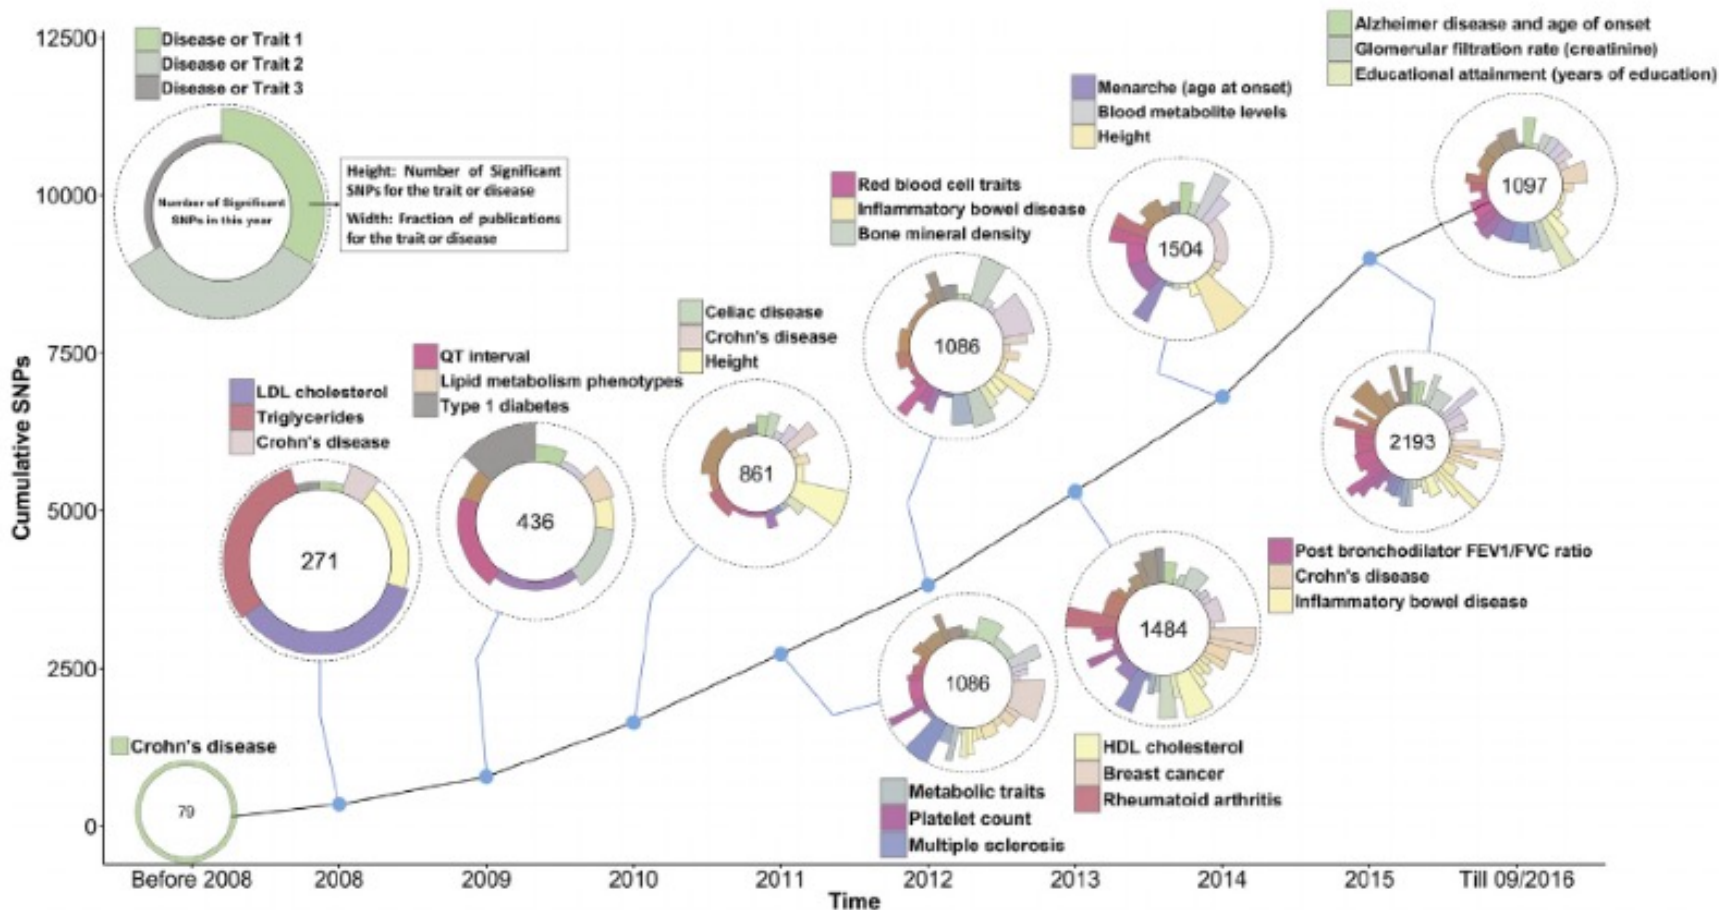 12500
10000
7500
5000
2500
0
Cumulative SNPs
Disease or Trait 1
Disease or Trait 2
Disease or Trait 3
Number of Significant
SNPs in this year
Height: Number of Significant
SNPs for the trait or disease
Width: Fraction of publications
for the trait or disease
Crohn's disease
79
LDL cholesterol
Triglycerides
Crohn's disease
271
QT interval
Lipid metabolism phenotypes
Type 1 diabetes
436
Celiac disease
Crohn's disease
Height
861
Red blood cell traits
Inflammatory bowel disease
Bone mineral density
1086
1086
Metabolic traits
Platelet count
Multiple sclerosis
Menarche (age at onset)
Blood metabolite levels
Height
1504
1484
HDL cholesterol
Breast cancer
Rheumatoid arthritis
Alzheimer disease and age of onset
Glomerular filtration rate (creatinine)
Educational attainment (years of education)
1097
2193
Post bronchodilator FEV1/FVC ratio
Crohn's disease
Inflammatory bowel disease
Before 2008
2008
2009
2010
2011
2012
2013
2014
2015
Till 09/2016
Time